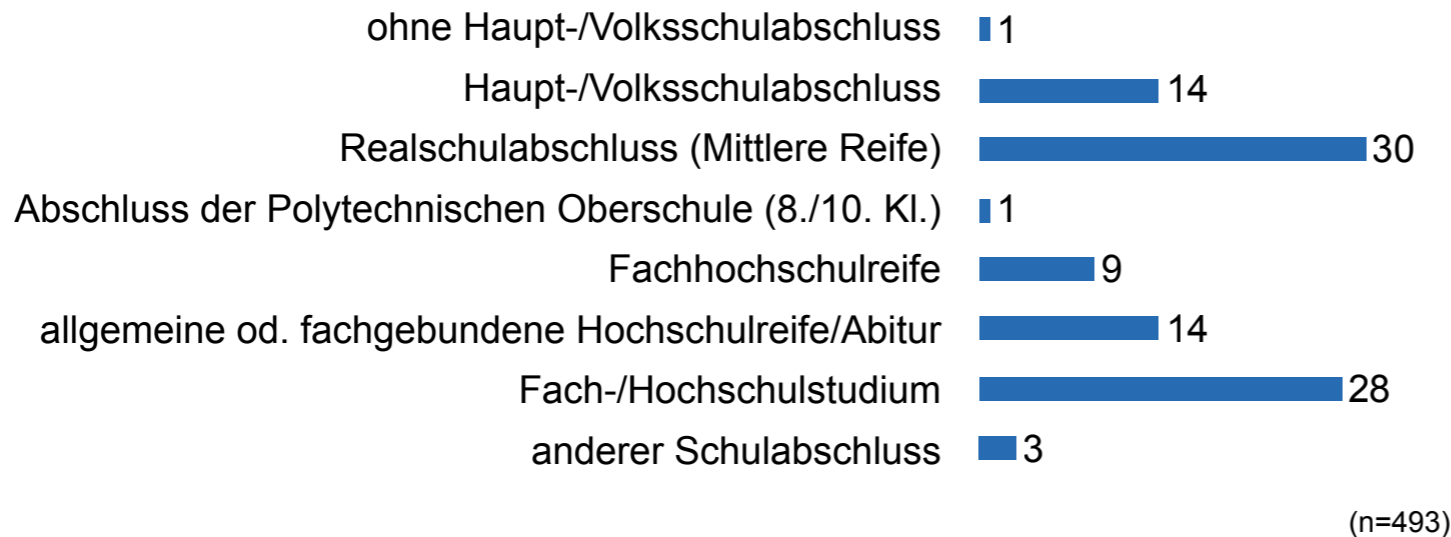 ohne Haupt-/Volksschulabschluss 1
Haupt-/Volksschulabschluss 14
Realschulabschluss (Mittlere Reife) 30
Abschluss der Polytechnischen Oberschule (8./10. Kl.) 1
Fachhochschulreife 9
allgemeine od. fachgebundene Hochschulreife/Abitur 14
Fach-/Hochschulstudium 28
anderer Schulabschluss 3
(n=493)